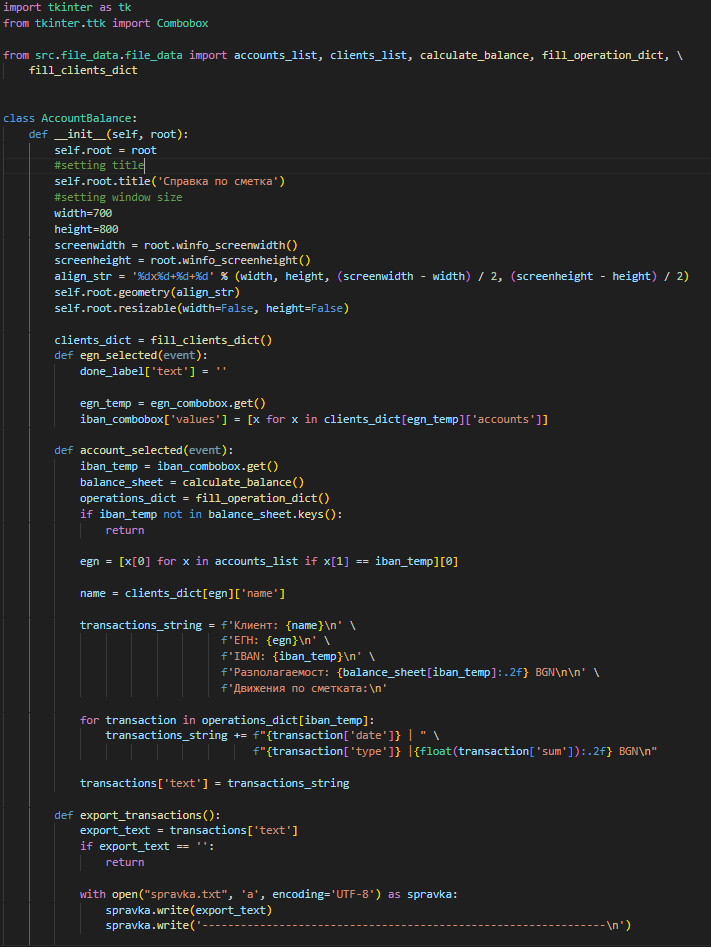 import tkinter as tk
from tkinter.ttk import Combobox
from src.file_data.file_data import accounts_list, clients_list, calculate_balance, fill_operation_dict, \
    fill_clients_dict
class AccountBalance:
    def __init__(self, root):
        self.root = root
        #setting title
        self.root.title('Справка по сметка')
        #setting window size
        width=700
        height=800
        screenwidth = root.winfo_screenwidth()
        screenheight = root.winfo_screenheight()
        align_str = '%dx%d+%d+%d' % (width, height, (screenwidth - width) / 2, (screenheight - height) / 2)
        self.root.geometry(align_str)
        self.root.resizable(width=False, height=False)
        clients_dict = fill_clients_dict()
        def egn_selected(event):
            done_label['text'] = ''
            egn_temp = egn_combobox.get()
            iban_combobox['values'] = [x for x in clients_dict[egn_temp]['accounts']]
        def account_selected(event):
            iban_temp = iban_combobox.get()
            balance_sheet = calculate_balance()
            operations_dict = fill_operation_dict()
            if iban_temp not in balance_sheet.keys():
                return
            egn = [x[0] for x in accounts_list if x[1] == iban_temp][0]
            name = clients_dict[egn]['name']
            transactions_string = f'Клиент: {name}\n' \
                                  f'ЕГН: {egn}\n' \
                                  f'IBAN: {iban_temp}\n' \
                                  f'Разполагаемост: {balance_sheet[iban_temp]:.2f} BGN\n\n' \
                                  f'Движения по сметката:\n'
            for transaction in operations_dict[iban_temp]:
                transactions_string += f"{transaction['date']} | " \
                                       f"{transaction['type']} |{float(transaction['sum']):.2f} BGN\n"
            transactions['text'] = transactions_string
        def export_transactions():
            export_text = transactions['text']
            if export_text == '':
                return
            with open("spravka.txt", 'a', encoding='UTF-8') as spravka:
                spravka.write(export_text)
                spravka.write('---------------------------------------------------------------\n')